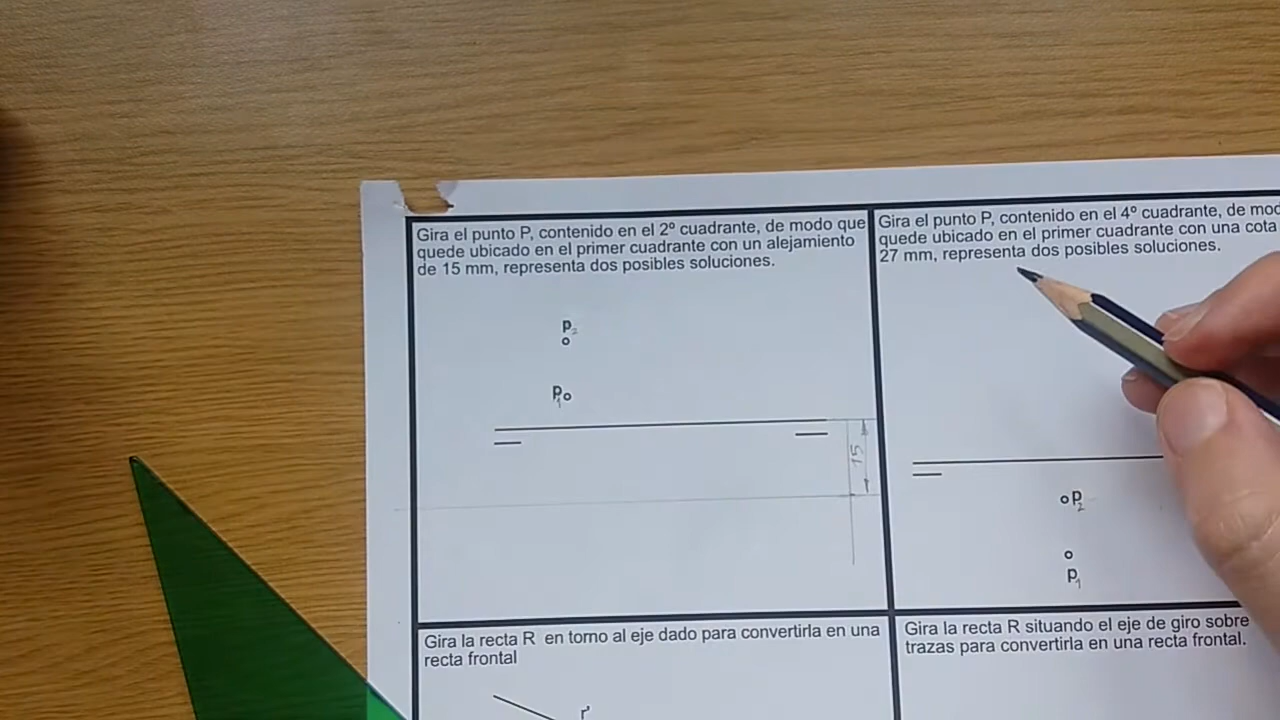 Gira el punto P, contenido en el 2º cuadrante, de modo que
quede ubicado en el primer cuadrante con un alejamiento
de 15 mm, representa dos posibles soluciones.
P2
P1
15
Gira el punto P, contenido en el 4º cuadrante, de mod
quede ubicado en el primer cuadrante con una cota
27 mm, representa dos posibles soluciones.
P2
P1
Gira la recta R en torno al eje dado para convertirla en una
recta frontal
r'
Gira la recta R situando el eje de giro sobre
trazas para convertirla en una recta frontal.